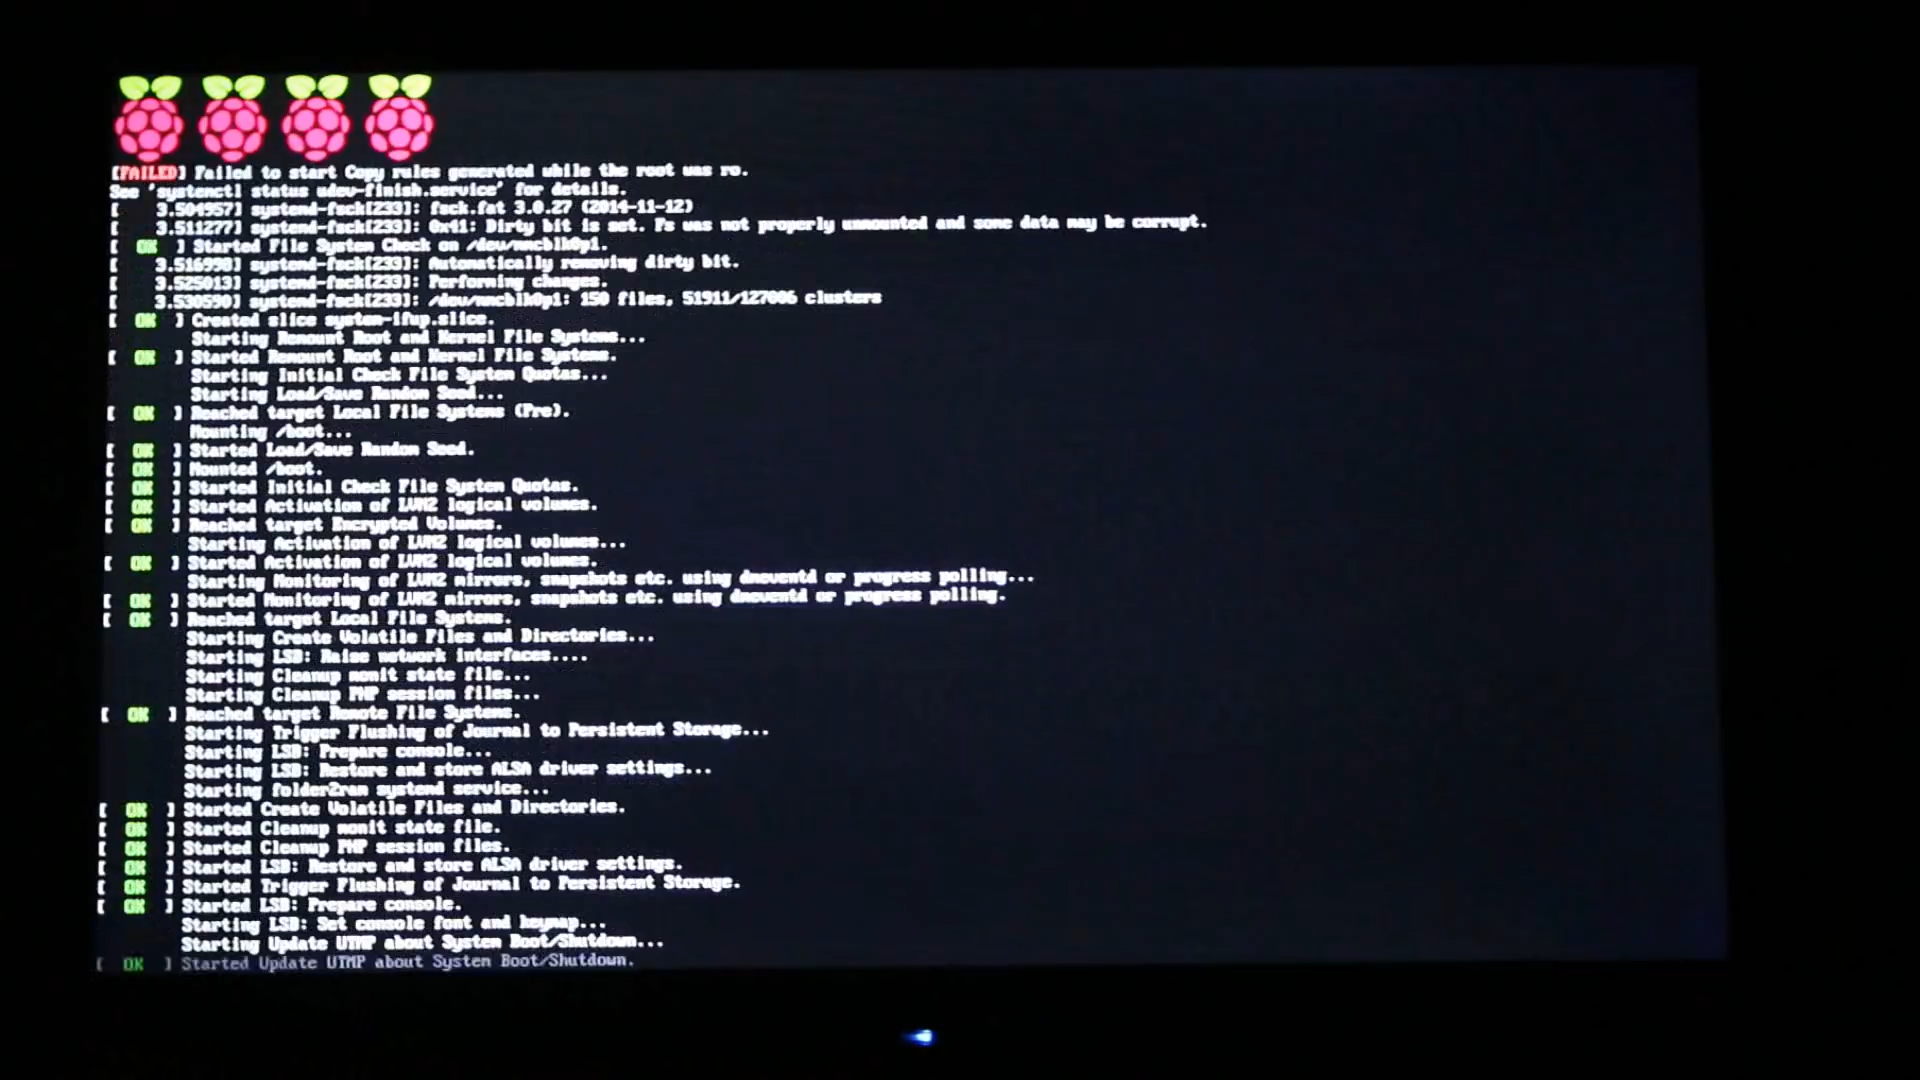 [FAILED] Failed to start Copy rules generated while the root was ro.
See 'systemctl status udev-finish.service' for details.
[    3.504957] systemd-fsck[233]: fsck.fat 3.0.27 (2014-11-12)
[    3.511277] systemd-fsck[233]: 0x41: Dirty bit is set. Fs was not properly unmounted and some data may be corrupt.
[  OK  ] Started File System Check on /dev/mmcblk0p1.
[    3.516998] systemd-fsck[233]: Automatically removing dirty bit.
[    3.525013] systemd-fsck[233]: Performing changes.
[    3.530590] systemd-fsck[233]: /dev/mmcblk0p1: 150 files, 51911/127006 clusters
[  OK  ] Created slice system-ifup.slice.
Starting Remount Root and Kernel File Systems...
[  OK  ] Started Remount Root and Kernel File Systems.
Starting Initial Check File System Quotas...
Starting Load/Save Random Seed...
[  OK  ] Reached target Local File Systems (Pre).
Mounting /boot...
[  OK  ] Started Load/Save Random Seed.
[  OK  ] Mounted /boot.
[  OK  ] Started Initial Check File System Quotas.
[  OK  ] Started Activation of LVM2 logical volumes.
[  OK  ] Reached target Encrypted Volumes.
Starting Activation of LVM2 logical volumes...
[  OK  ] Started Activation of LVM2 logical volumes.
Starting Monitoring of LVM2 mirrors, snapshots etc. using dmeventd or progress polling...
[  OK  ] Started Monitoring of LVM2 mirrors, snapshots etc. using dmeventd or progress polling.
[  OK  ] Reached target Local File Systems.
Starting Create Volatile Files and Directories...
Starting LSB: Raise network interfaces....
Starting Cleanup monit state file...
Starting Cleanup PHP session files...
[  OK  ] Reached target Remote File Systems.
Starting Trigger Flushing of Journal to Persistent Storage...
Starting LSB: Prepare console...
Starting LSB: Restore and store ALSA driver settings...
Starting folder2ram systemd service...
[  OK  ] Started Create Volatile Files and Directories.
[  OK  ] Started Cleanup monit state file.
[  OK  ] Started Cleanup PHP session files.
[  OK  ] Started LSB: Restore and store ALSA driver settings.
[  OK  ] Started Trigger Flushing of Journal to Persistent Storage.
[  OK  ] Started LSB: Prepare console.
Starting LSB: Set console font and keymap...
Starting Update UTMP about System Boot/Shutdown...
[  OK  ] Started Update UTMP about System Boot/Shutdown.